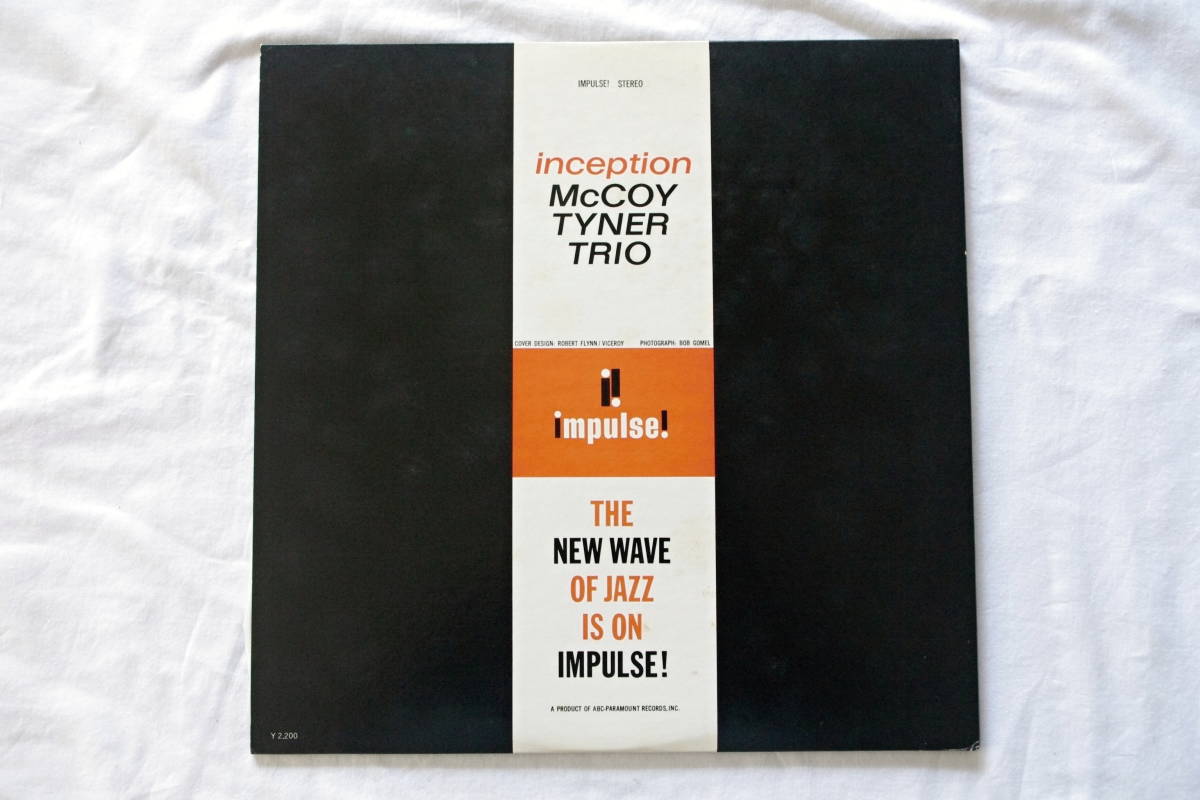 IMPULSE! STEREO
inception
McCOY
TYNER
TRIO
COVER DESIGN: ROBERT FLYNN / VICEROY PHOTOGRAPH: BOB GOMEL
i!
impulse!
THE
NEW WAVE
OF JAZZ
IS ON
IMPULSE!
A PRODUCT OF ABC-PARAMOUNT RECORDS, INC.
Y 2,200